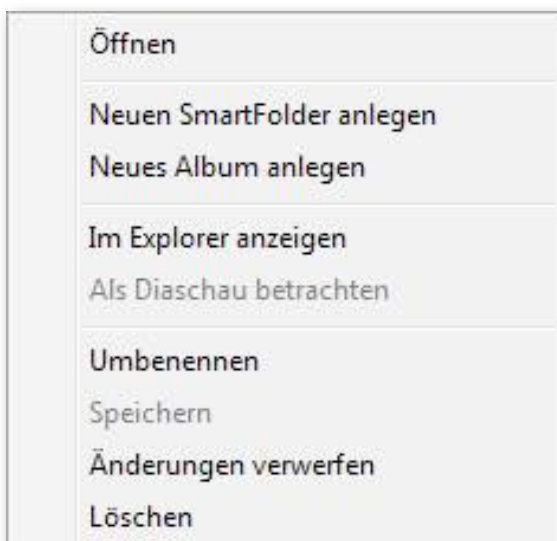 Öffnen
Neuen SmartFolder anlegen
Neues Album anlegen
Im Explorer anzeigen
Als Diaschau betrachten
Umbenennen
Speichern
Änderungen verwerfen
Löschen